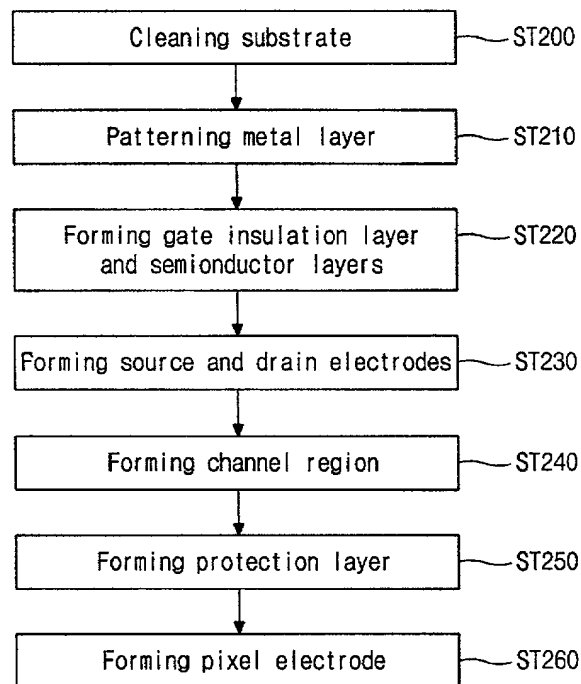 Cleaning substrate ST200
Patterning metal layer ST210
Forming gate insulation layer ST220
and semionductor layers
Forming source and drain electrodes ST230
Forming channel region ST240
Forming protection layer ST250
Forming pixel electrode ST260